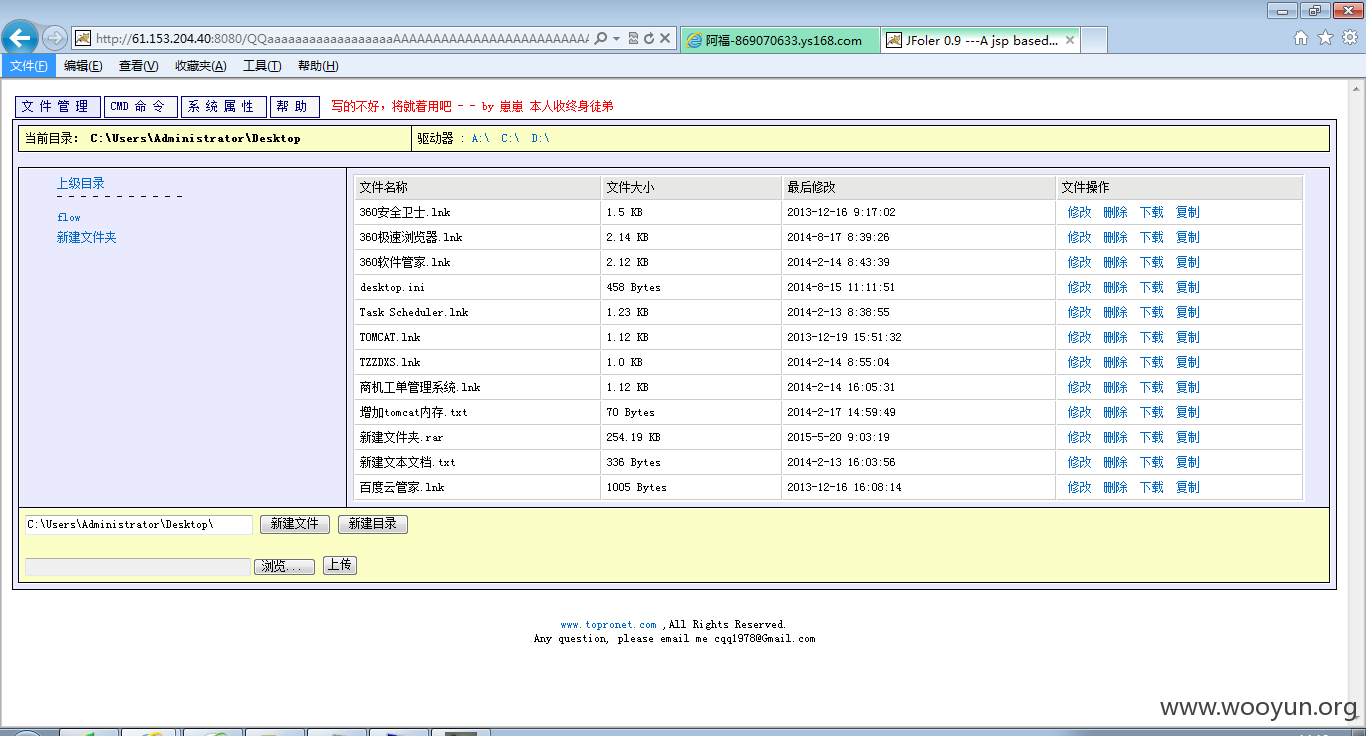 http://61.153.204.40:8080/QQaaaaaaaaaaaaaaaaaaaAAAAAAAAAAAAAAAAAAAAAAAAA
阿福-869070633.ys168.com
JFoler 0.9 ---A jsp based...
文件(F) 编辑(E) 查看(V) 收藏夹(A) 工具(T) 帮助(H)
文 件 管 理 CMD 命 令 系 统 属 性 帮 助 写的不好，将就着用吧 - - by 崽崽 本人收终身徒弟
当前目录: C:\Users\Administrator\Desktop 驱动器 : A:\ C:\ D:\
上级目录
- - - - - - - - - - -
flow
新建文件夹
文件名称 文件大小 最后修改 文件操作
360安全卫士.lnk 1.5 KB 2013-12-16 9:17:02 修改 删除 下载 复制
360极速浏览器.lnk 2.14 KB 2014-8-17 8:39:26 修改 删除 下载 复制
360软件管家.lnk 2.12 KB 2014-2-14 8:43:39 修改 删除 下载 复制
desktop.ini 458 Bytes 2014-8-15 11:11:51 修改 删除 下载 复制
Task Scheduler.lnk 1.23 KB 2014-2-13 8:38:55 修改 删除 下载 复制
TOMCAT.lnk 1.12 KB 2013-12-19 15:51:32 修改 删除 下载 复制
TZZDXS.lnk 1.0 KB 2014-2-14 8:55:04 修改 删除 下载 复制
商机工单管理系统.lnk 1.12 KB 2014-2-14 16:05:31 修改 删除 下载 复制
增加tomcat内存.txt 70 Bytes 2014-2-17 14:59:49 修改 删除 下载 复制
新建文件夹.rar 254.19 KB 2015-5-20 9:03:19 修改 删除 下载 复制
新建文本文档.txt 336 Bytes 2014-2-13 16:03:56 修改 删除 下载 复制
百度云管家.lnk 1005 Bytes 2013-12-16 16:08:14 修改 删除 下载 复制
C:\Users\Administrator\Desktop\ 新建文件 新建目录
浏览... 上传
www.topronet.com ,All Rights Reserved.
Any question, please email me cqq1978@Gmail.com
www.wooyun.org